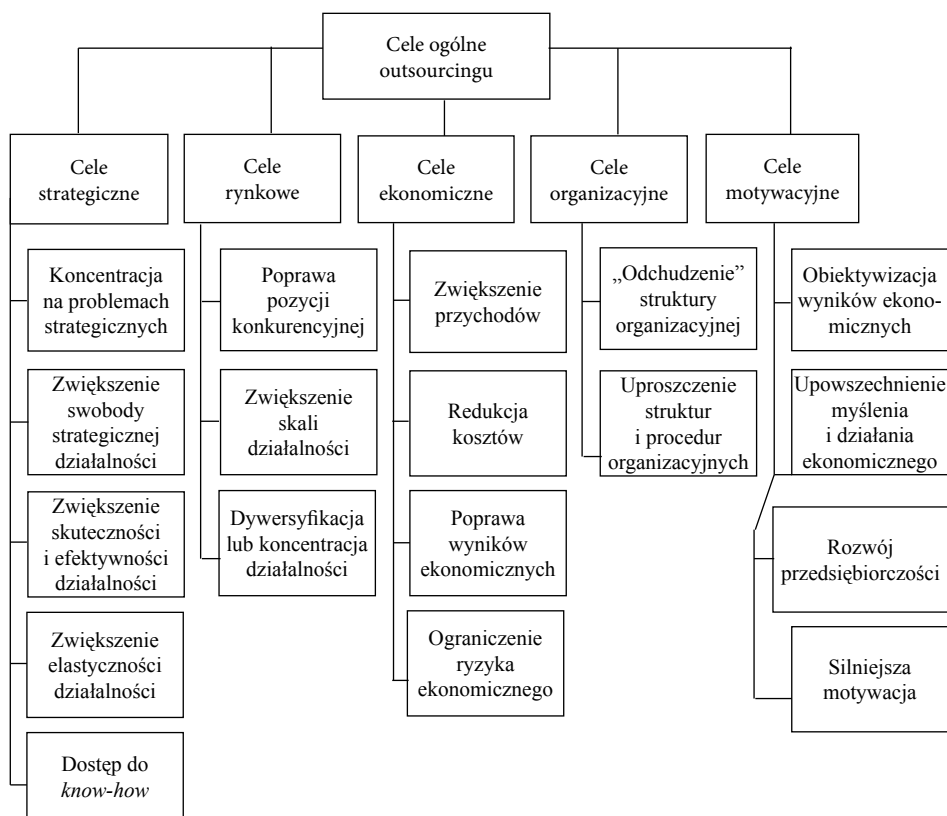 Cele ogólne
outsourcingu
Cele
strategiczne
Cele
rynkowe
Cele
ekonomiczne
Cele
organizacyjne
Cele
motywacyjne
Koncentracja
na problemach
strategicznych
Zwiększenie
swobody
strategicznej
działalności
Zwiększenie
skuteczności
i efektywności
działalności
Zwiększenie
elastyczności
działalności
Dostęp do
know-how
Poprawa
pozycji
konkurencyjnej
Zwiększenie
skali
działalności
Dywersyfikacja
lub koncentracja
działalności
Zwiększenie
przychodów
Redukcja
kosztów
Poprawa
wyników
ekonomicznych
Ograniczenie
ryzyka
ekonomicznego
„Odchudzenie”
struktury
organizacyjnej
Uproszczenie
struktur
i procedur
organizacyjnych
Obiektywizacja
wyników ekono-
micznych
Upowszechnienie
myślenia
i działania
ekonomicznego
Rozwój
przedsiębiorczości
Silniejsza
motywacja